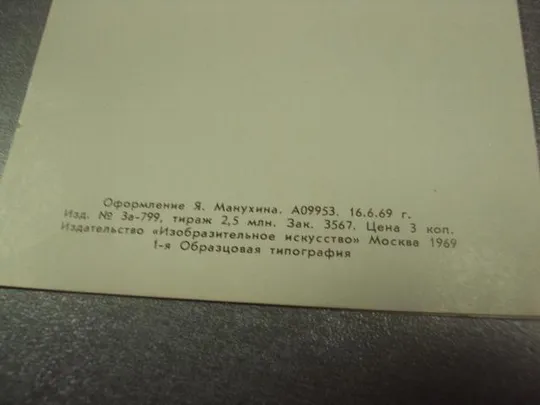 Оформление Я. Манухина. А09953. 16.6.69 г.
Изд. № 3а-799, тираж 2,5 млн. Зак. 3567. Цена 3 коп.
Издательство «Изобразительное искусство» Москва 1969
1-я Образцовая типография